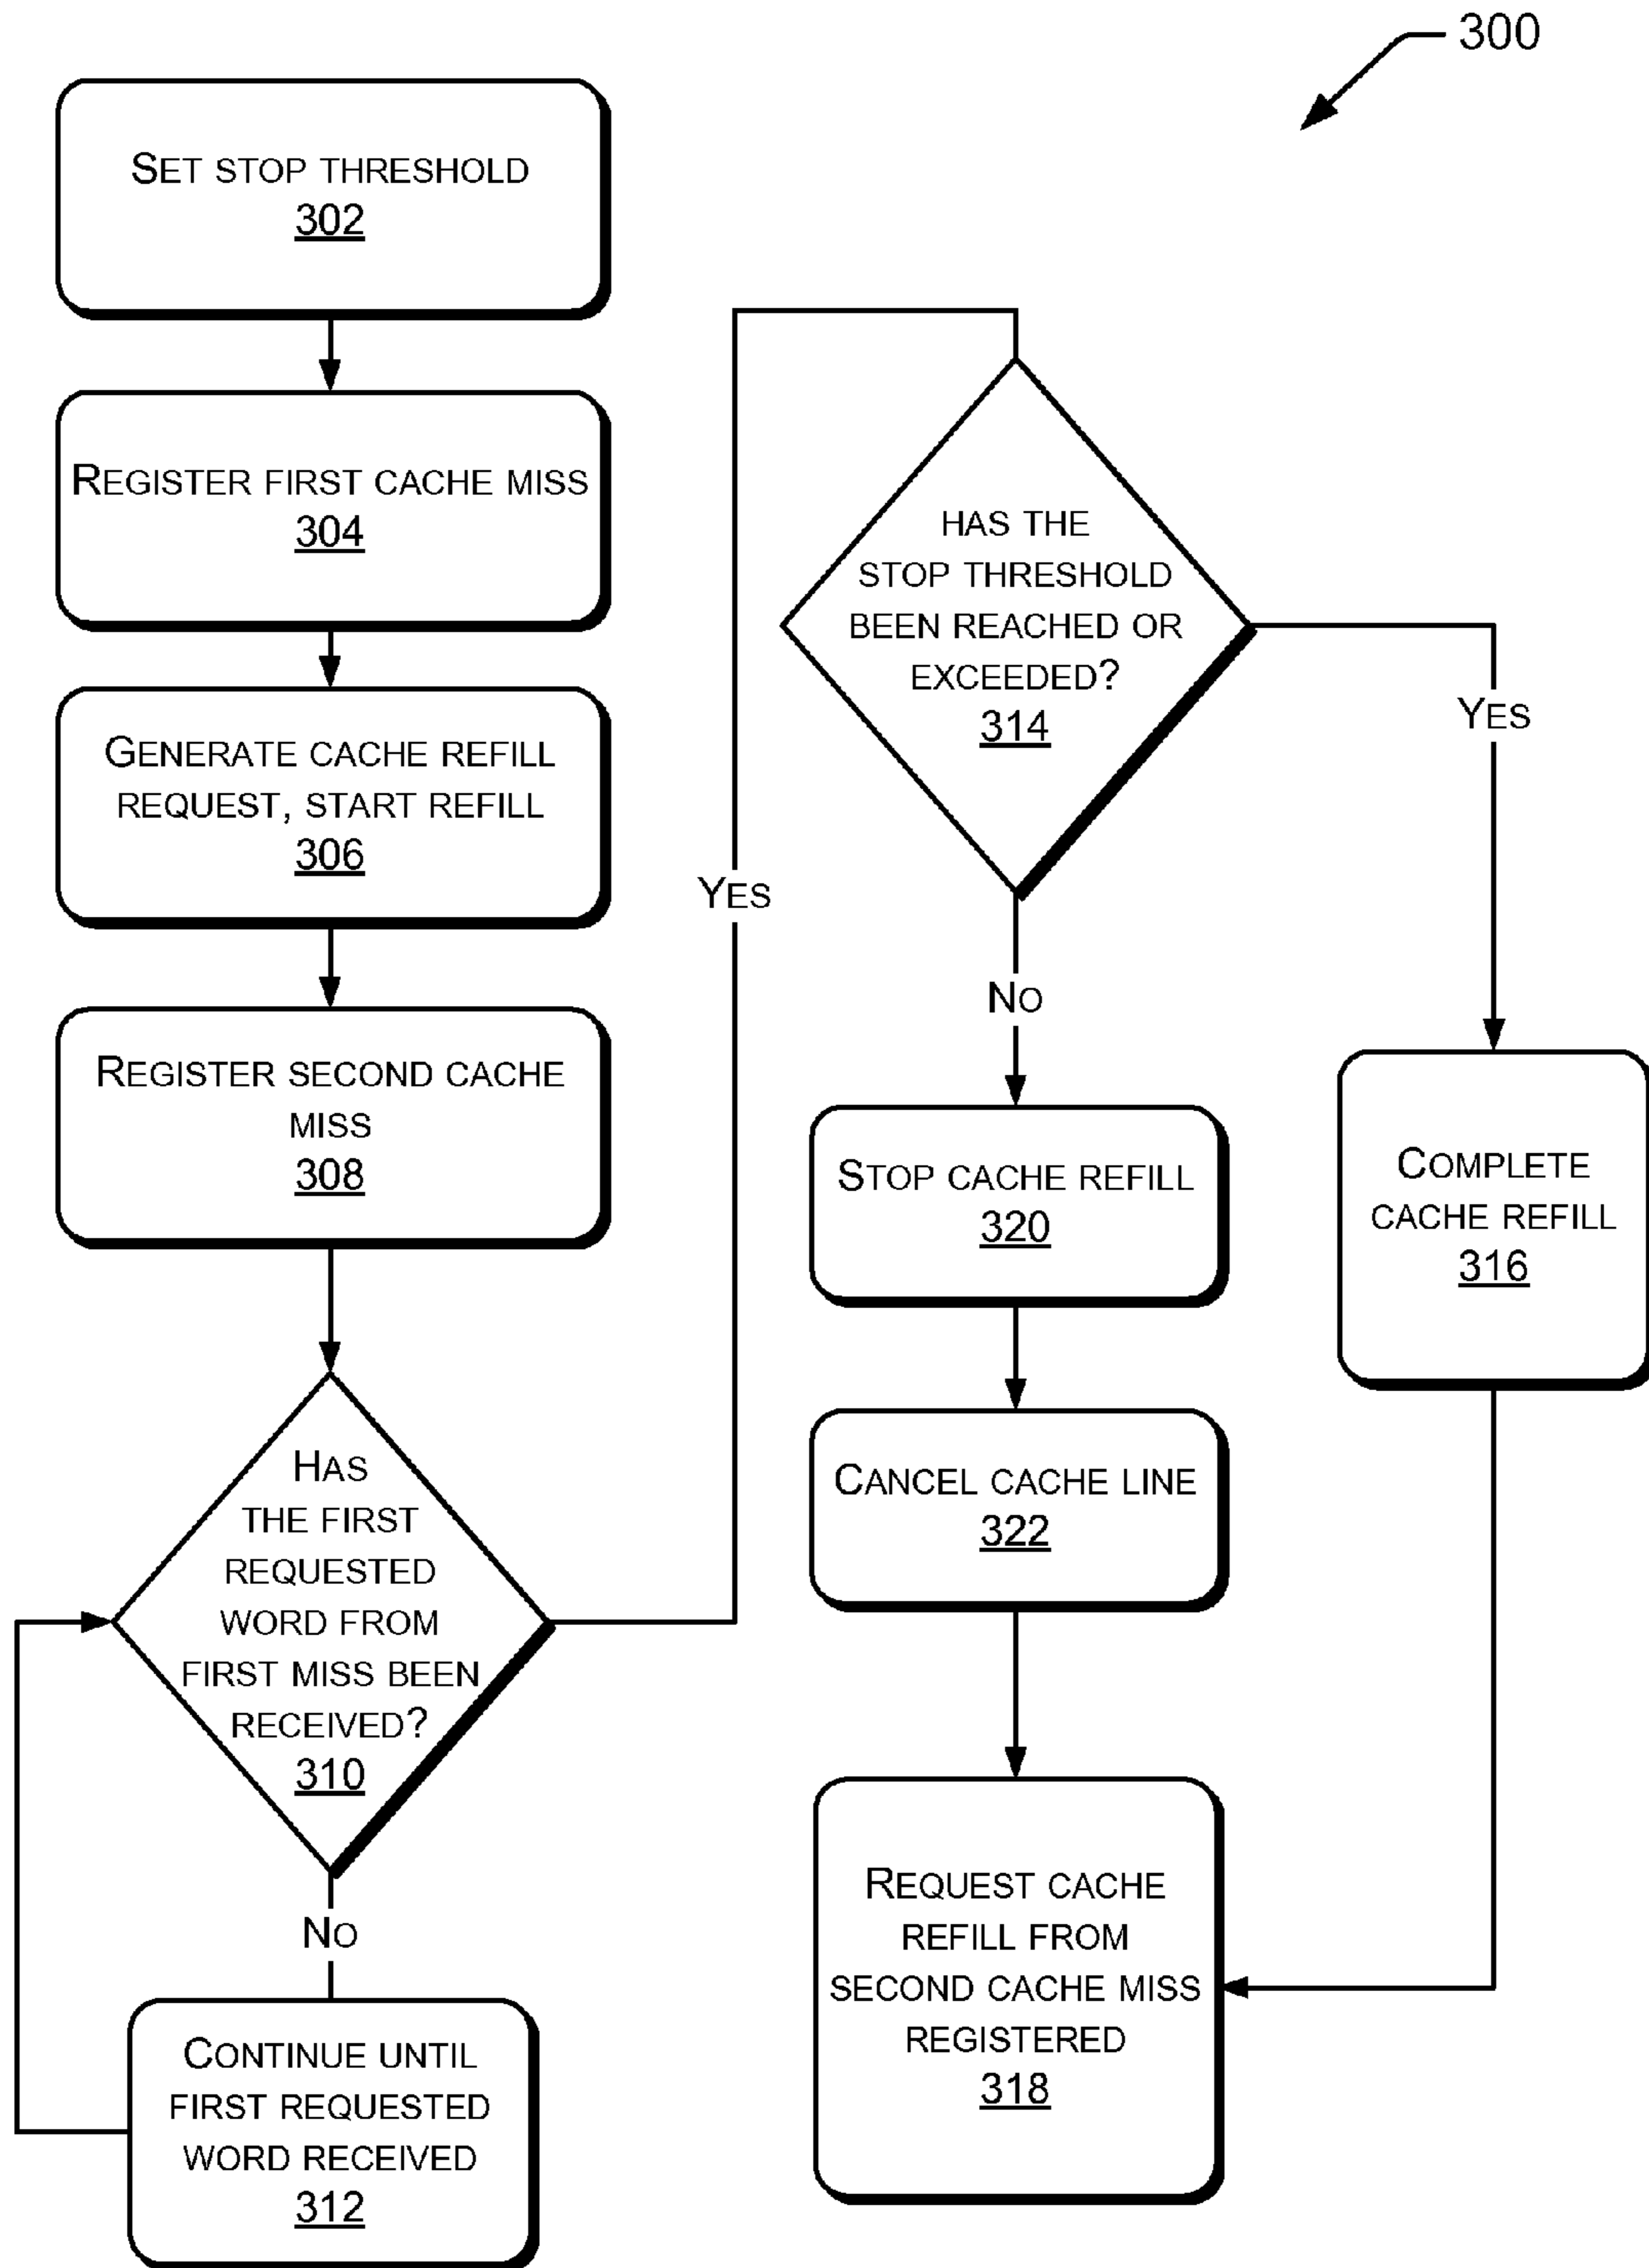 300
SET STOP THRESHOLD
302
REGISTER FIRST CACHE MISS
304
GENERATE CACHE REFILL
REQUEST, START REFILL
306
REGISTER SECOND CACHE
MISS
308
HAS
THE FIRST
REQUESTED
WORD FROM
FIRST MISS BEEN
RECEIVED?
310
NO
CONTINUE UNTIL
FIRST REQUESTED
WORD RECEIVED
312
YES
HAS THE
STOP THRESHOLD
BEEN REACHED OR
EXCEEDED?
314
NO
STOP CACHE REFILL
320
CANCEL CACHE LINE
322
YES
COMPLETE
CACHE REFILL
316
REQUEST CACHE
REFILL FROM
SECOND CACHE MISS
REGISTERED
318